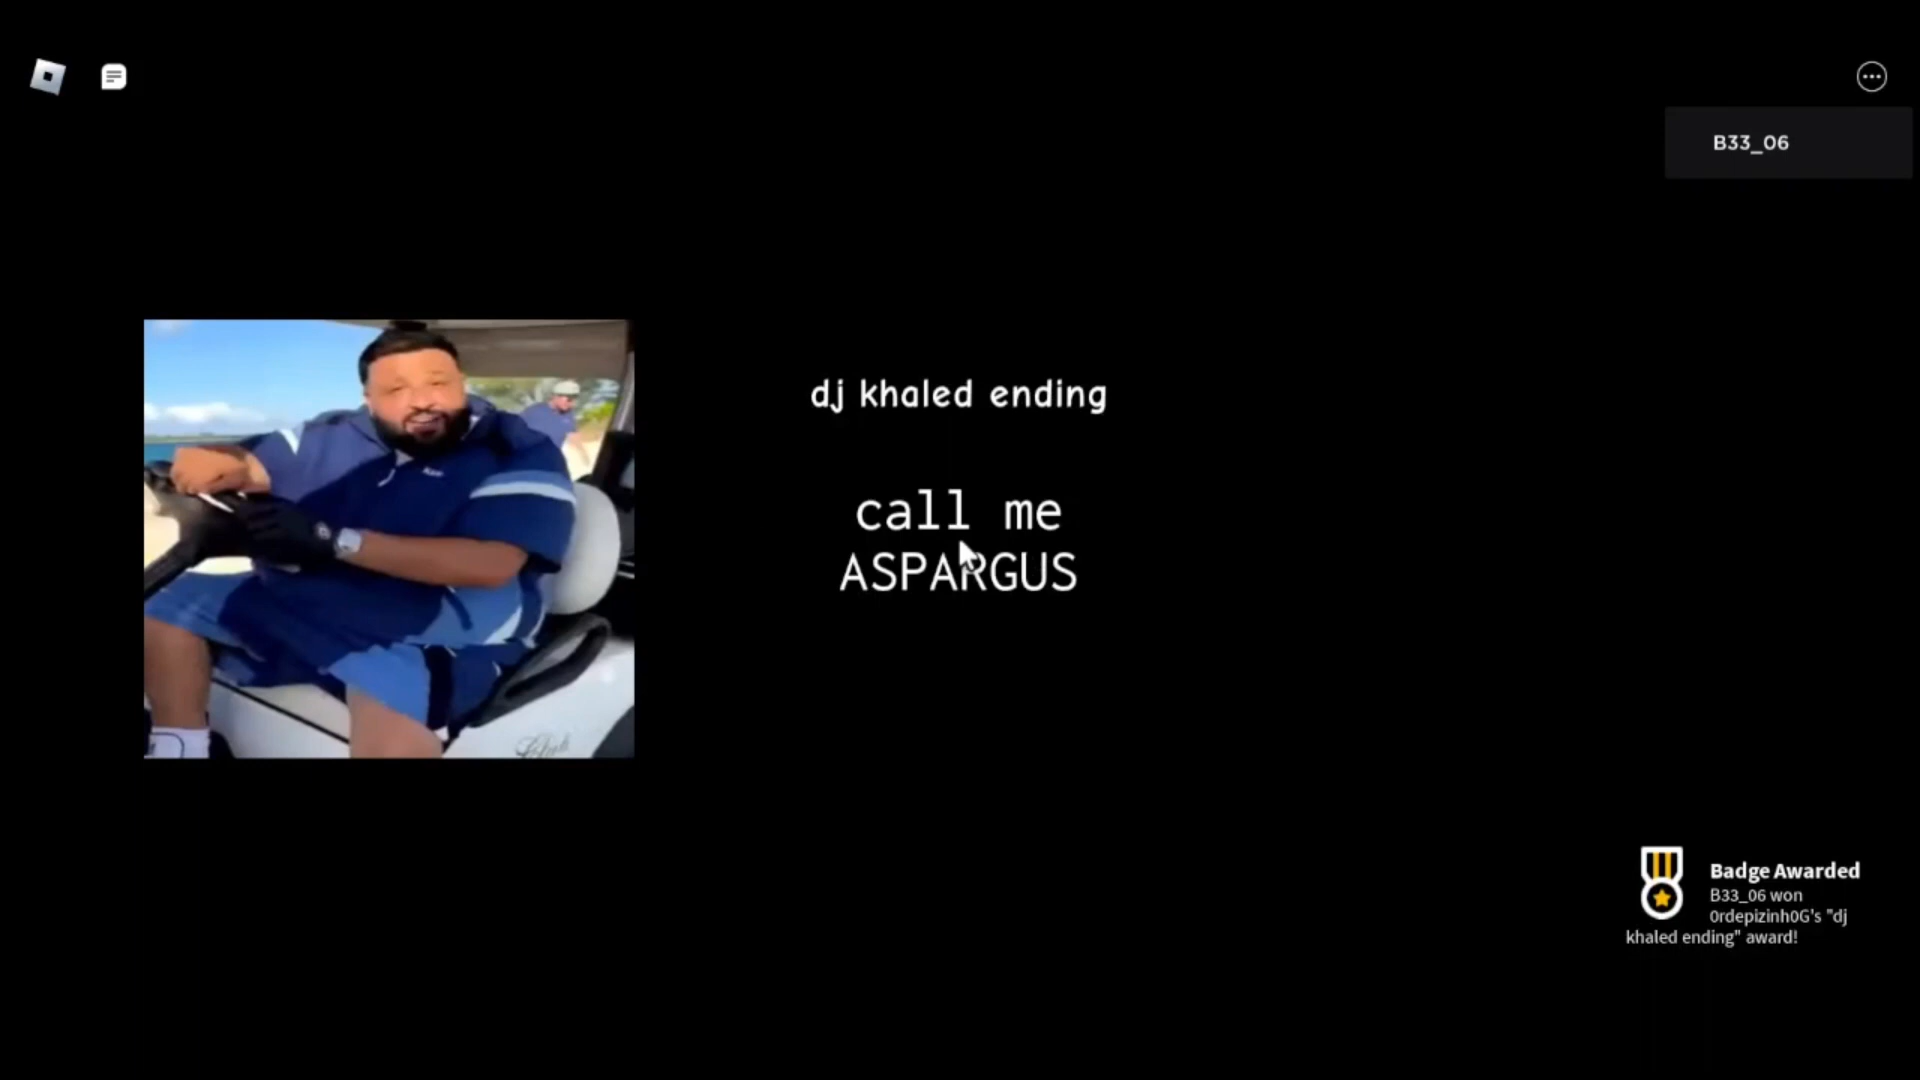 B33_06
dj khaled ending
call me
ASPARGUS
Badge Awarded
B33_06 won
0rdepizinh0G's "dj
khaled ending" award!